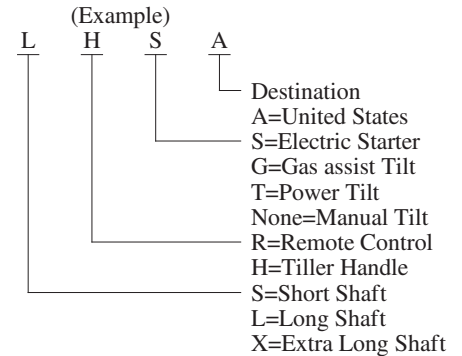 (Example)
L H S A
Destination
A=United States
S=Electric Starter
G=Gas assist Tilt
T=Power Tilt
None=Manual Tilt
R=Remote Control
H=Tiller Handle
S=Short Shaft
L=Long Shaft
X=Extra Long Shaft